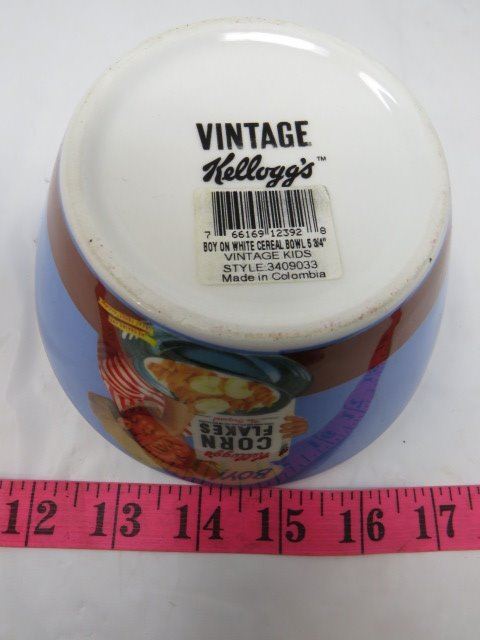 VINTAGE
Kellogg's™
7 66169 12392 8
BOY ON WHITE CEREAL BOWL 5 3/4"
VINTAGE KIDS
STYLE:3409033
Made in Colombia
CORN
FLAKES
Kellogg's
12 13 14 15 16 17